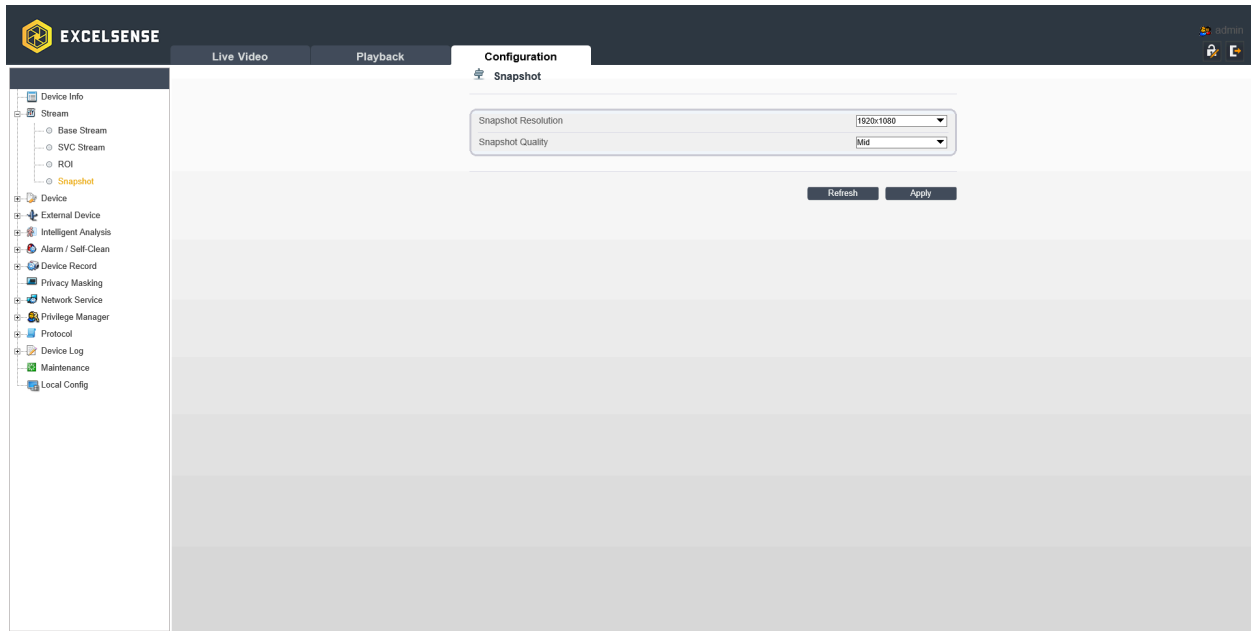 EXCELSENSE
admin
Live Video
Playback
Configuration
Snapshot
Device Info
Stream
Base Stream
SVC Stream
ROI
Snapshot
Device
External Device
Intelligent Analysis
Alarm / Self-Clean
Device Record
Privacy Masking
Network Service
Privilege Manager
Protocol
Device Log
Maintenance
Local Config
Snapshot Resolution 1920x1080
Snapshot Quality Mid
Refresh Apply